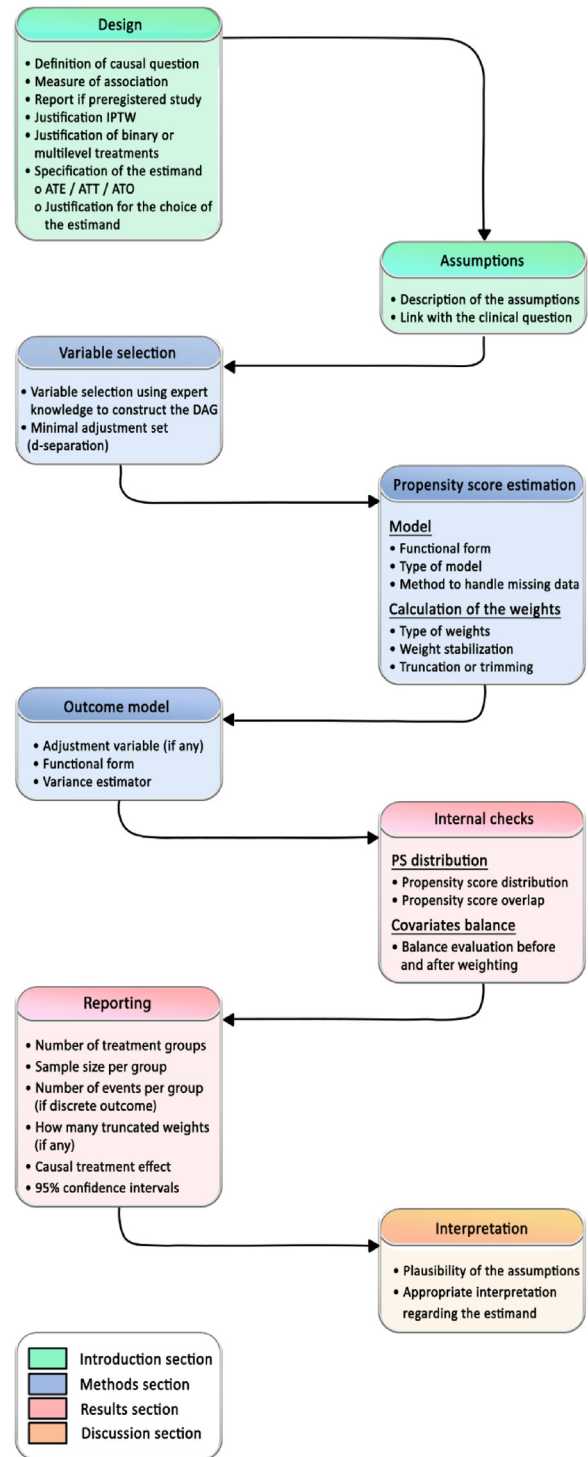 Design
• Definition of causal question
• Measure of association
• Report if preregistered study
• Justification IPTW
• Justification of binary or
multilevel treatments
• Specification of the estimand
o ATE / ATT / ATO
o Justification for the choice of
the estimand
Assumptions
• Description of the assumptions
• Link with the clinical question
Variable selection
• Variable selection using expert
knowledge to construct the DAG
• Minimal adjustment set
(d-separation)
Propensity score estimation
Model
• Functional form
• Type of model
• Method to handle missing data
Calculation of the weights
• Type of weights
• Weight stabilization
• Truncation or trimming
Outcome model
• Adjustment variable (if any)
• Functional form
• Variance estimator
Internal checks
PS distribution
• Propensity score distribution
• Propensity score overlap
Covariates balance
• Balance evaluation before
and after weighting
Reporting
• Number of treatment groups
• Sample size per group
• Number of events per group
(if discrete outcome)
• How many truncated weights
(if any)
• Causal treatment effect
• 95% confidence intervals
Interpretation
• Plausibility of the assumptions
• Appropriate interpretation
regarding the estimand
Introduction section
Methods section
Results section
Discussion section